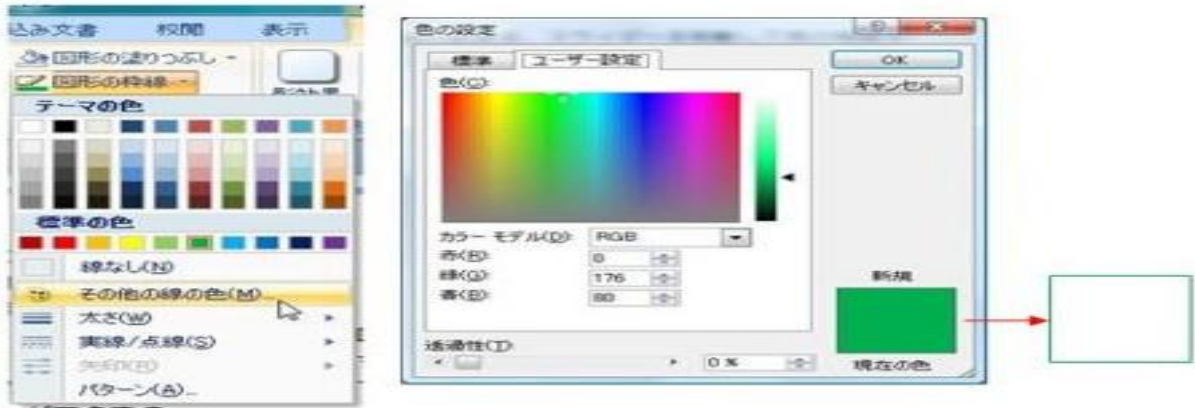 込み文書 校閲 表示
図形の塗りつぶし
図形の枠線
テーマの色
標準の色
線なし(N)
その他の線の色(M)...
太さ(W)
実線/点線(S)
矢印(R)
パターン(A)...
色の設定
標準 ユーザー設定
OK
キャンセル
色(C):
カラー モデル(D): RGB
赤(R): 0
緑(G): 176
青(B): 80
新規
現在の色
透過性(T):
0 %